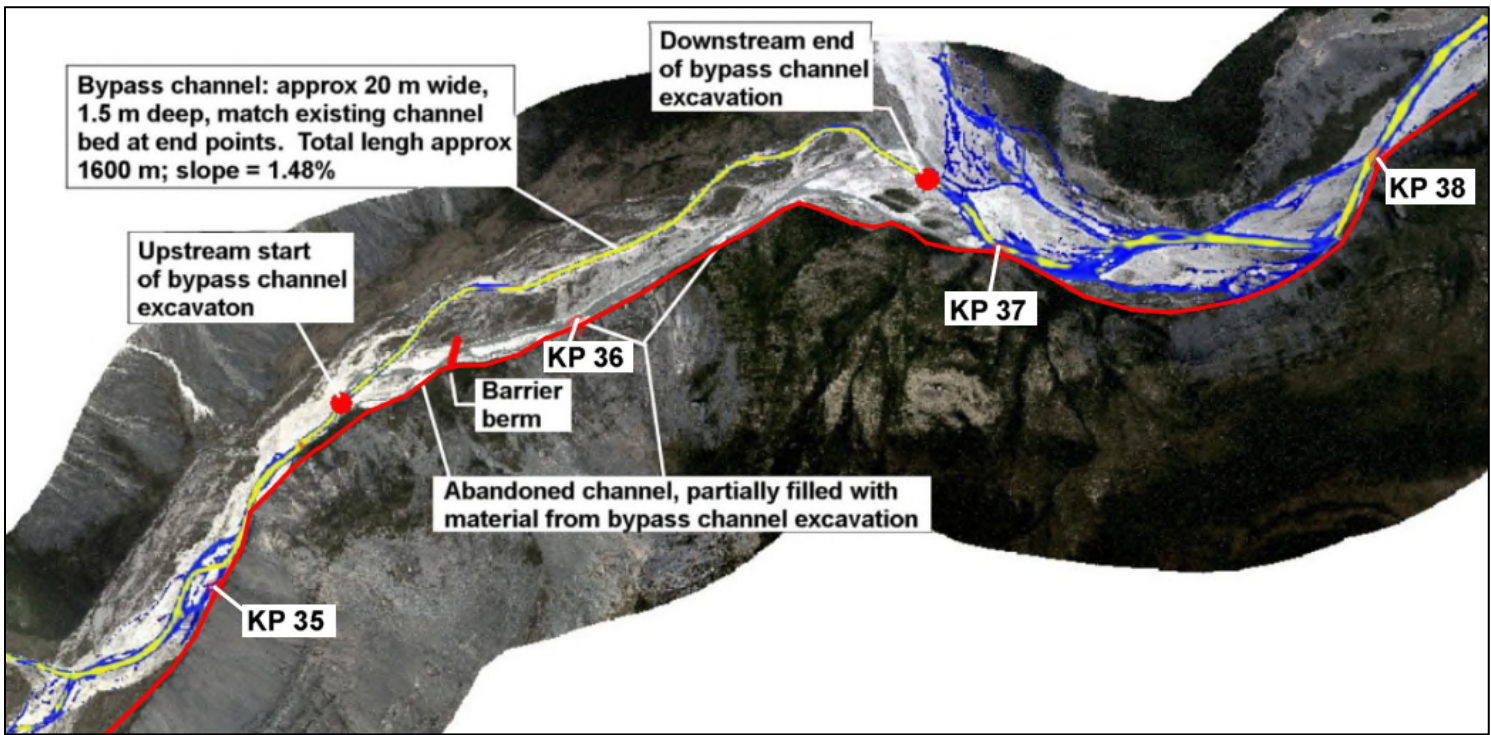 Downstream end
of bypass channel
excavation
Bypass channel: approx 20 m wide,
1.5 m deep, match existing channel
bed at end points.  Total lengh approx
1600 m; slope = 1.48%
KP 38
Upstream start
of bypass channel
excavaton
KP 37
KP 36
Barrier
berm
Abandoned channel, partially filled with
material from bypass channel excavation
KP 35